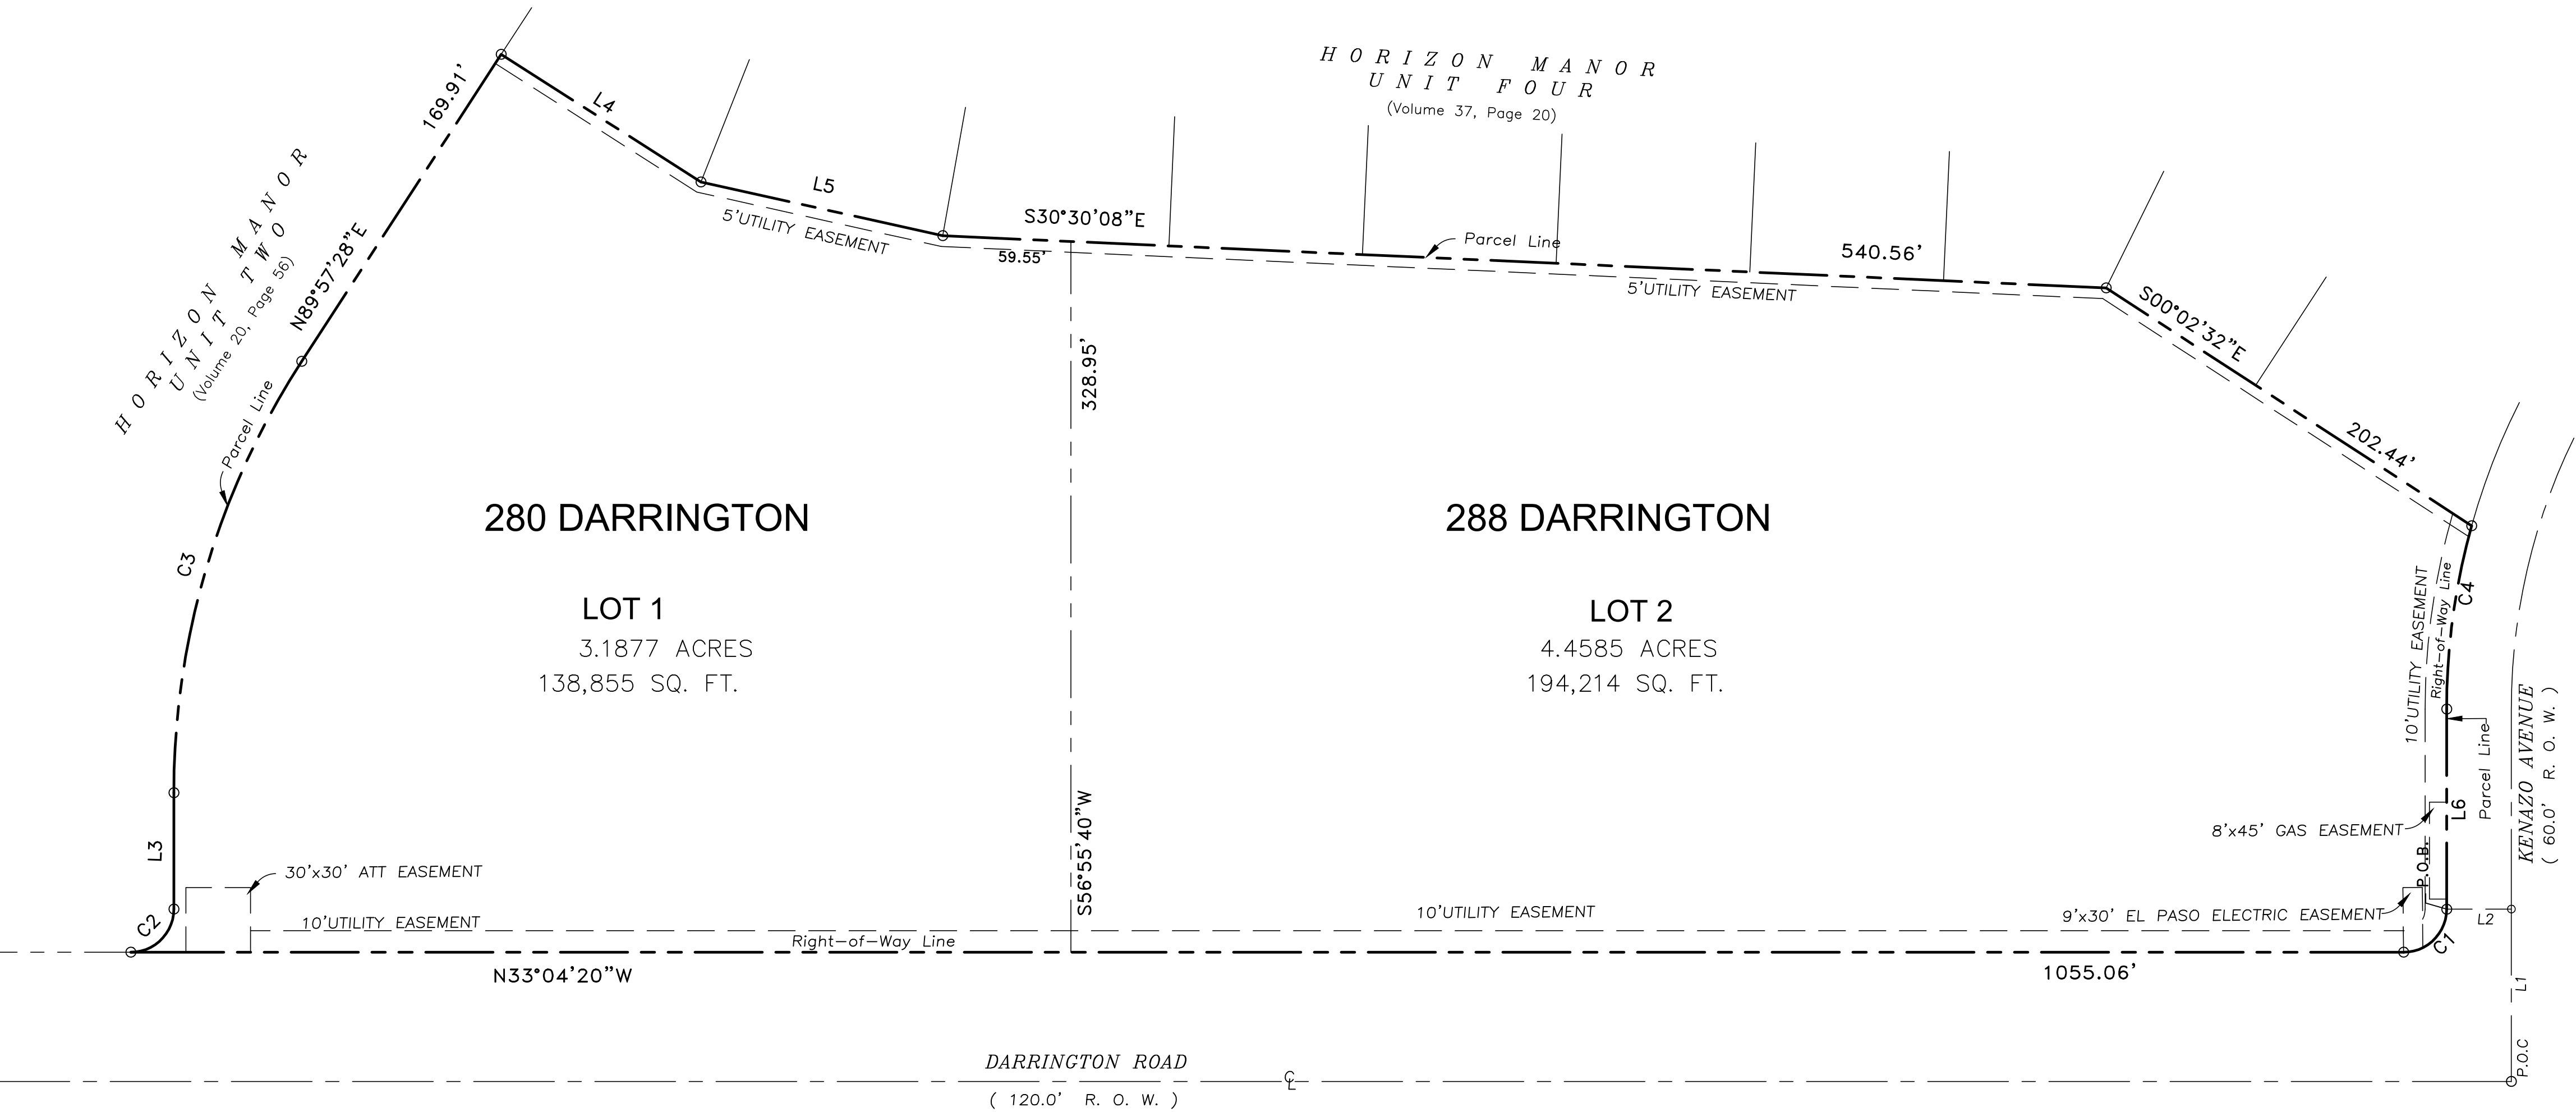 HORIZON MANOR
UNIT FOUR
(Volume 37, Page 20)
169.91'
N89°57'28"E
L4
L5
5'UTILITY EASEMENT
S30°30'08"E
59.55'
Parcel Line
540.56'
5'UTILITY EASEMENT
S00°02'32"E
202.44'
HORIZON MANOR
UNIT TWO
(Volume 20, Page 56)
Parcel Line
C3
328.95'
S56°55'40"W
280 DARRINGTON
LOT 1
3.1877 ACRES
138,855 SQ. FT.
288 DARRINGTON
LOT 2
4.4585 ACRES
194,214 SQ. FT.
10'UTILITY EASEMENT
Right-of-Way Line
C4
Parcel Line
L6
KENAZO AVENUE
( 60.0' R. O. W. )
8'x45' GAS EASEMENT
P.O.B.
L3
C2
30'x30' ATT EASEMENT
10'UTILITY EASEMENT
Right-of-Way Line
10'UTILITY EASEMENT
9'x30' EL PASO ELECTRIC EASEMENT
L2
C1
N33°04'20"W
1055.06'
L1
P.O.C
DARRINGTON ROAD
CL
( 120.0' R. O. W. )